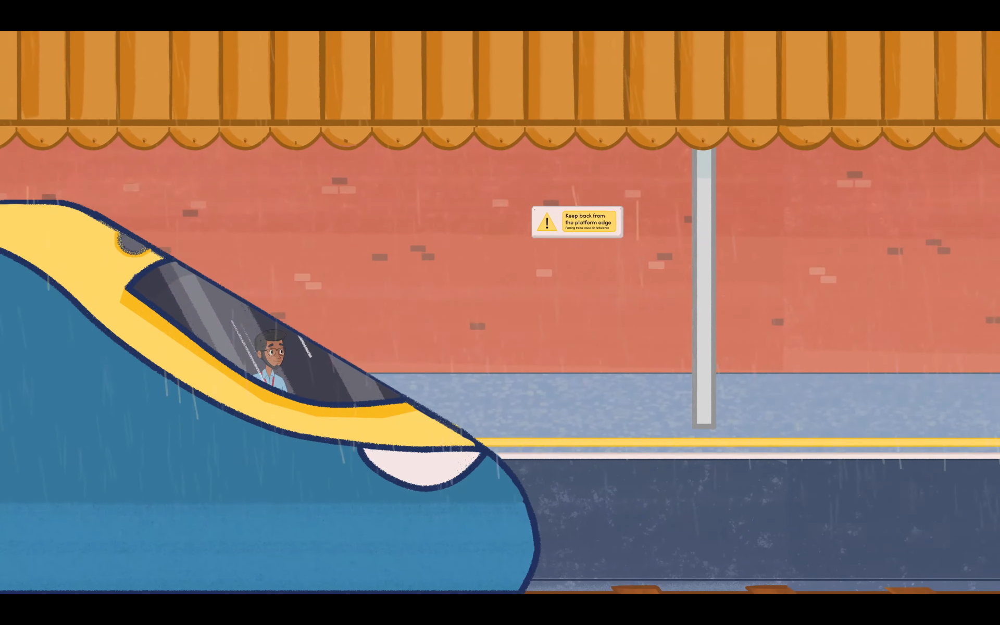 !
Keep back from
the platform edge
Passing trains cause air turbulence